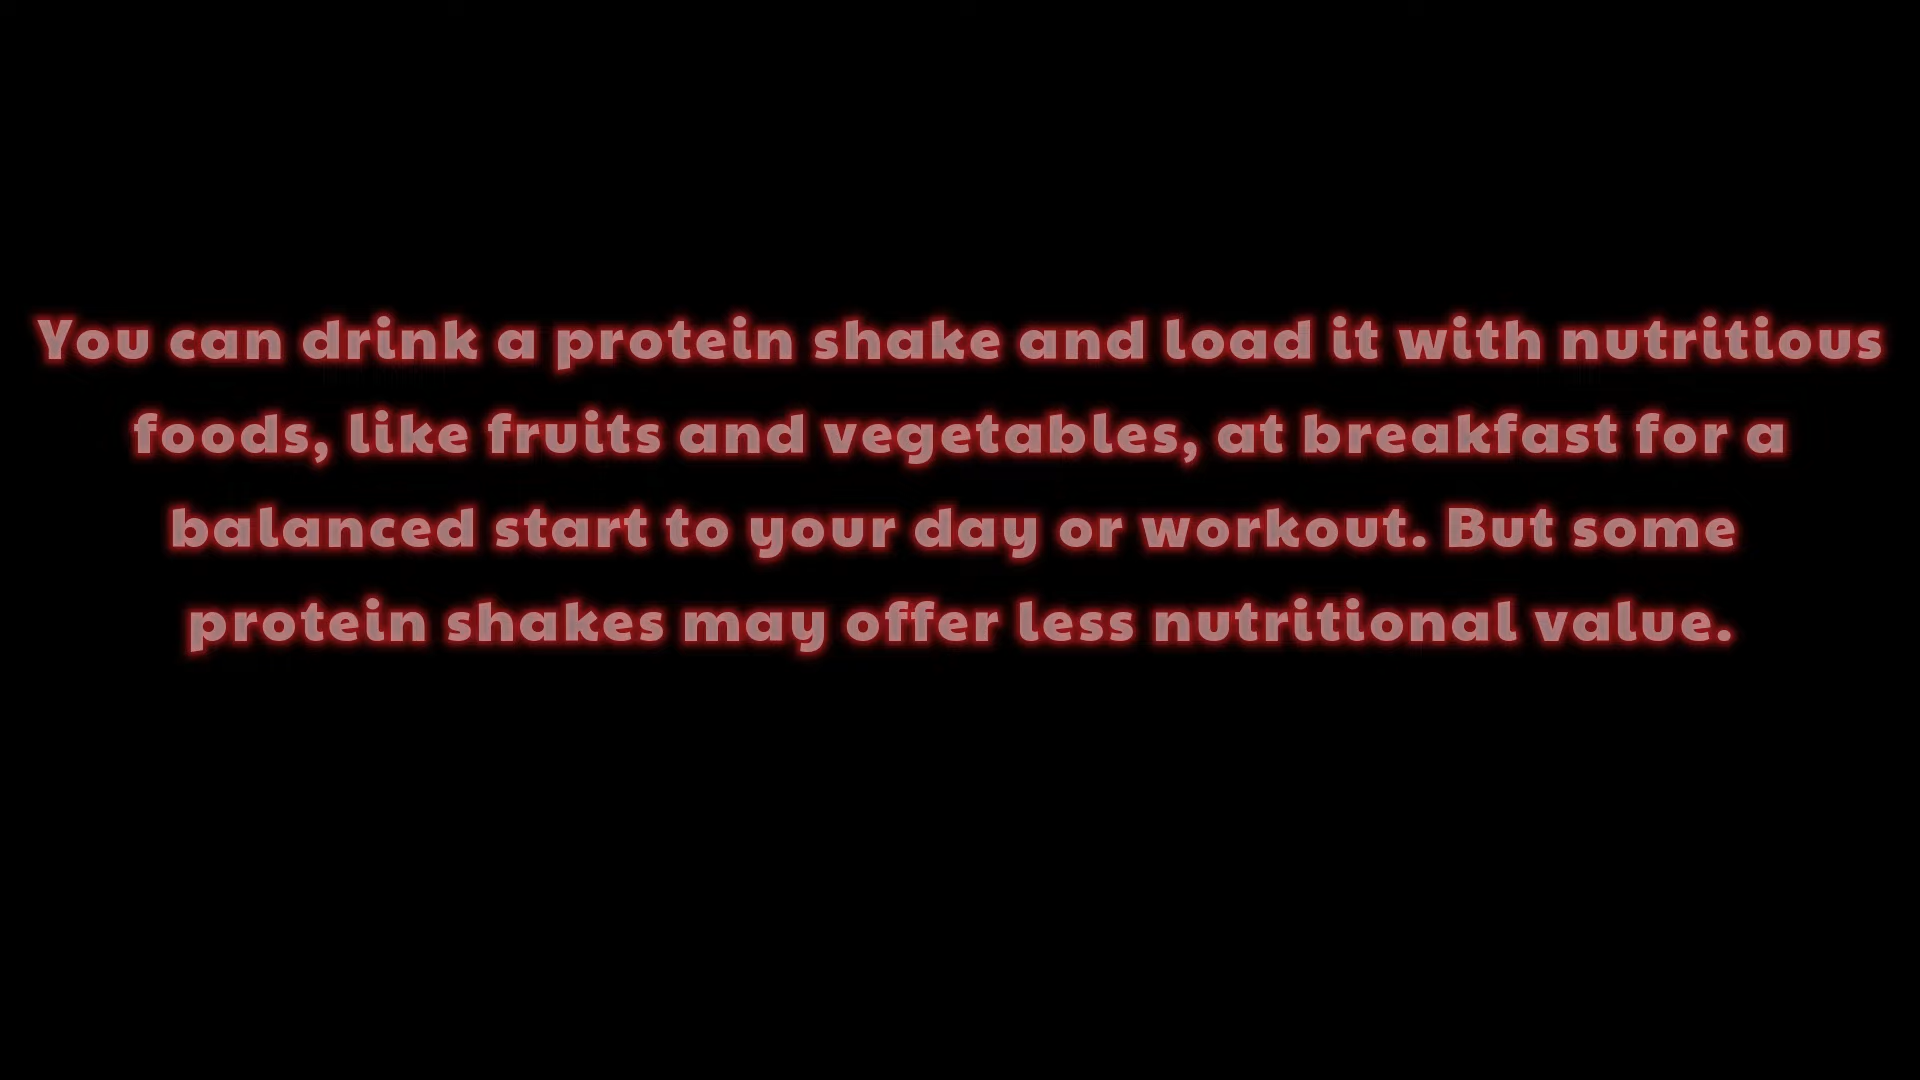 You can drink a protein shake and load it with nutritious
foods, like fruits and vegetables, at breakfast for a
balanced start to your day or workout. But some
protein shakes may offer less nutritional value.